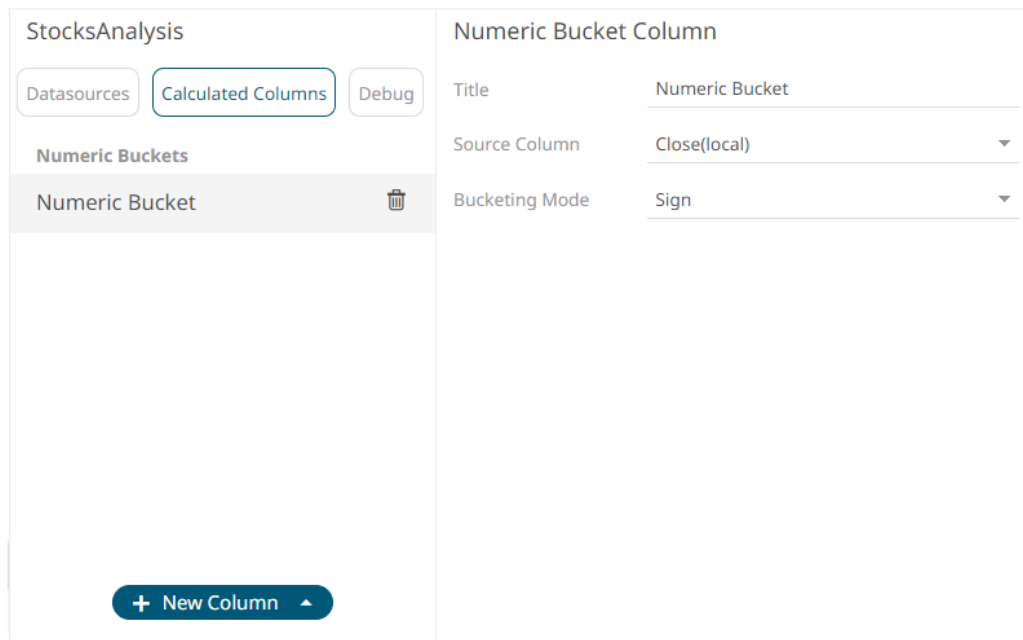 StocksAnalysis
Datasources
Calculated Columns
Debug
Numeric Buckets
Numeric Bucket
New Column
Numeric Bucket Column
Title Numeric Bucket
Source Column Close(local)
Bucketing Mode Sign